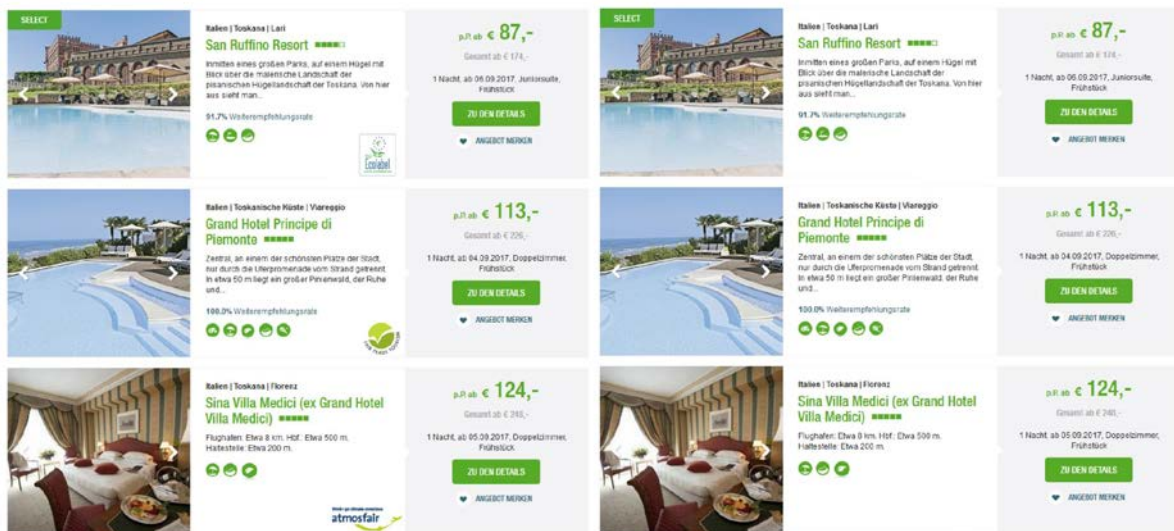 SELECT
Italien | Toskana | Lari
San Ruffino Resort
Inmitten eines großen Parks, auf einem Hügel mit
Blick über die malerische Landschaft der
pisanischen Hügellandschaft der Toskana. Von hier
aus sieht man...
91.7% Weiterempfehlungsrate
Ecolabel
p.P. ab € 87,-
Gesamt ab € 174,-
1 Nacht, ab 06.09.2017, Juniorsuite,
Frühstück
ZU DEN DETAILS
ANGEBOT MERKEN
Italien | Toskanische Küste | Viareggio
Grand Hotel Principe di
Piemonte
Zentral, an einem der schönsten Plätze der Stadt,
nur durch die Uferpromenade vom Strand getrennt.
In etwa 50 m liegt ein großer Pinienwald, der Ruhe
und...
100.0% Weiterempfehlungsrate
p.P. ab € 113,-
Gesamt ab € 226,-
1 Nacht, ab 04.09.2017, Doppelzimmer,
Frühstück
ZU DEN DETAILS
ANGEBOT MERKEN
Italien | Toskana | Florenz
Sina Villa Medici (ex Grand Hotel
Villa Medici)
Flughafen: Etwa 8 km. Hbf.: Etwa 500 m.
Haltestelle: Etwa 200 m.
atmosfair
p.P. ab € 124,-
Gesamt ab € 248,-
1 Nacht, ab 05.09.2017, Doppelzimmer,
Frühstück
ZU DEN DETAILS
ANGEBOT MERKEN
SELECT
Italien | Toskana | Lari
San Ruffino Resort
Inmitten eines großen Parks, auf einem Hügel mit
Blick über die malerische Landschaft der
pisanischen Hügellandschaft der Toskana. Von hier
aus sieht man...
91.7% Weiterempfehlungsrate
p.P. ab € 87,-
Gesamt ab € 174,-
1 Nacht, ab 06.09.2017, Juniorsuite,
Frühstück
ZU DEN DETAILS
ANGEBOT MERKEN
Italien | Toskanische Küste | Viareggio
Grand Hotel Principe di
Piemonte
Zentral, an einem der schönsten Plätze der Stadt,
nur durch die Uferpromenade vom Strand getrennt.
In etwa 50 m liegt ein großer Pinienwald, der Ruhe
und...
100.0% Weiterempfehlungsrate
p.P. ab € 113,-
Gesamt ab € 226,-
1 Nacht, ab 04.09.2017, Doppelzimmer,
Frühstück
ZU DEN DETAILS
ANGEBOT MERKEN
Italien | Toskana | Florenz
Sina Villa Medici (ex Grand Hotel
Villa Medici)
Flughafen: Etwa 8 km. Hbf.: Etwa 500 m.
Haltestelle: Etwa 200 m.
p.P. ab € 124,-
Gesamt ab € 248,-
1 Nacht, ab 05.09.2017, Doppelzimmer,
Frühstück
ZU DEN DETAILS
ANGEBOT MERKEN